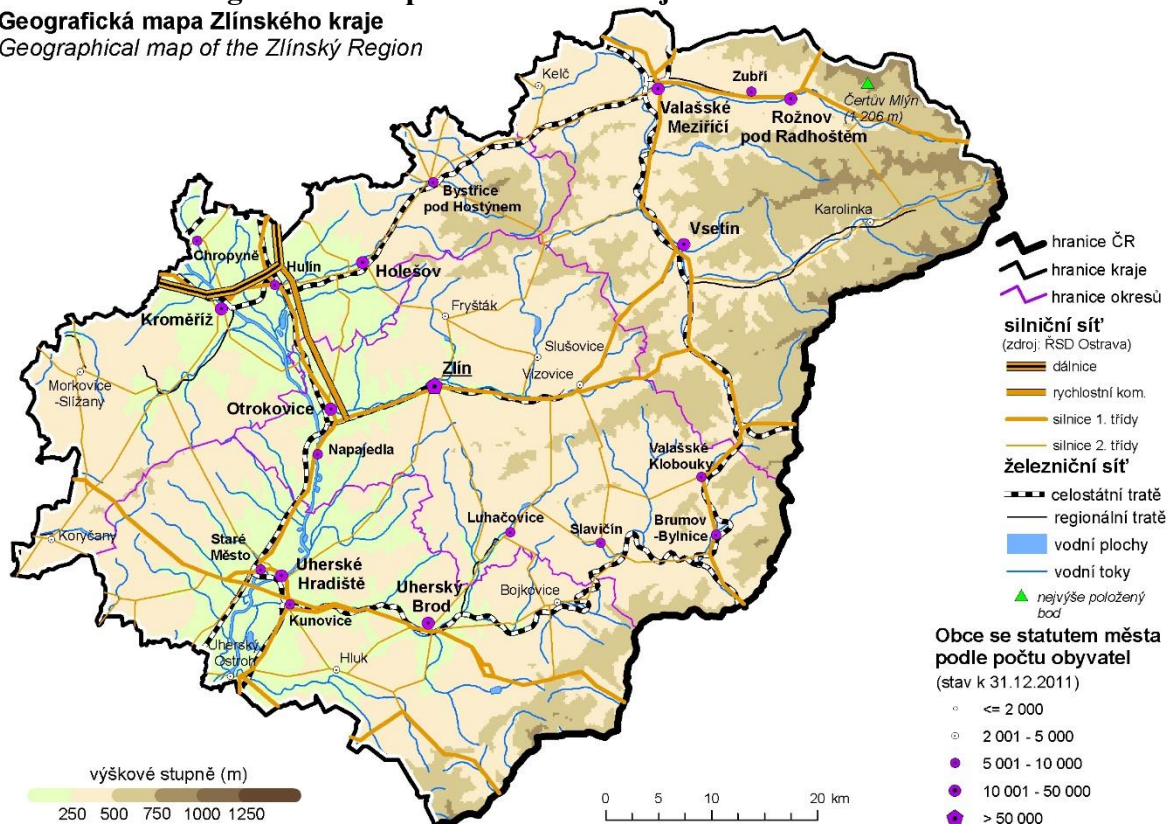 Geografická mapa Zlínského kraje
Geographical map of the Zlínský Region
Kelč
Zubří
Valašské
Meziříčí
Rožnov
pod Radhoštěm
Čertův Mlýn
(1 206 m)
Bystřice
pod Hostýnem
Karolinka
Vsetín
Chropyně
Hulín
Holešov
Kroměříž
Fryšták
Slušovice
Vizovice
Zlín
Morkovice
-Slížany
Otrokovice
Napajedla
Valašské
Klobouky
Luhačovice
Slavičín
Brumov
-Bylnice
Koryčany
Staré
Město
Uherské
Hradiště
Uherský
Brod
Bojkovice
Kunovice
Uherský
Ostroh
Hluk
hranice ČR
hranice kraje
hranice okresů
silniční síť
(zdroj: ŘSD Ostrava)
dálnice
rychlostní kom.
silnice 1. třídy
silnice 2. třídy
železniční síť
celostátní tratě
regionální tratě
vodní plochy
vodní toky
nejvýše položený
bod
Obce se statutem města
podle počtu obyvatel
(stav k 31.12.2011)
<= 2 000
2 001 - 5 000
5 001 - 10 000
10 001 - 50 000
> 50 000
výškové stupně (m)
250 500 750 1000 1250
0 5 10 20 km